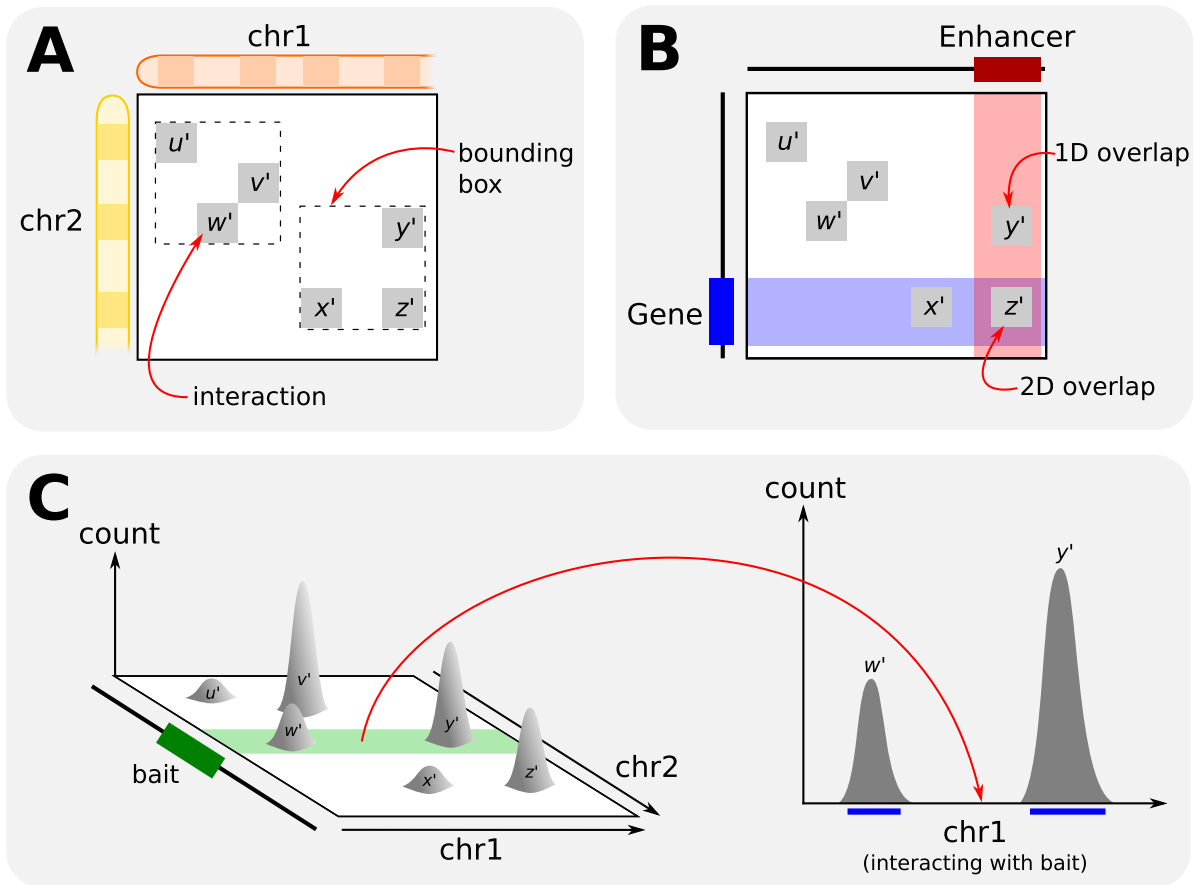 A
chr1
chr2
u'
v'
w'
y'
x'
z'
bounding
box
interaction
B
Enhancer
Gene
u'
v'
w'
y'
x'
z'
1D overlap
2D overlap
C
count
u'
v'
w'
y'
x'
z'
bait
chr2
chr1
count
w'
y'
chr1
(interacting with bait)